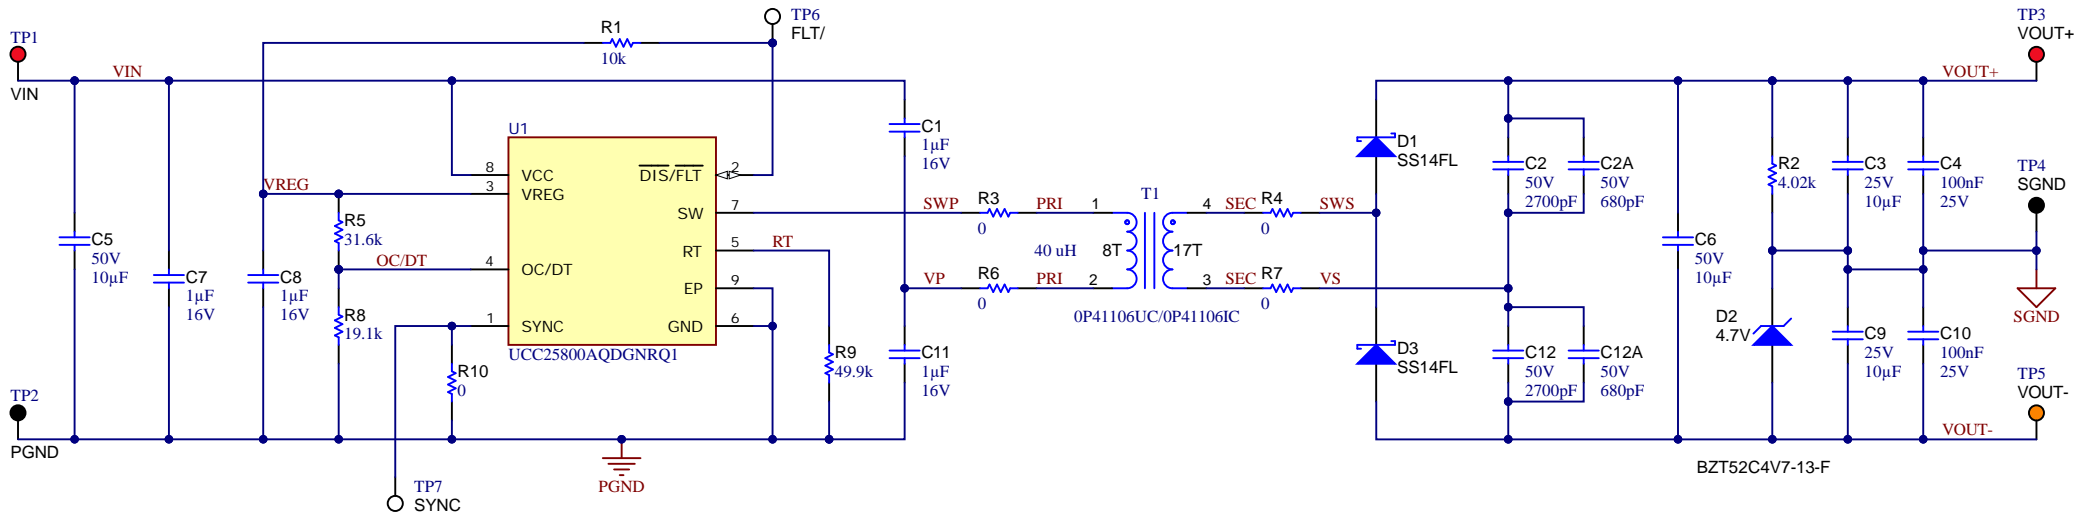 TP1
VIN
VIN
R1
10k
TP6
FLT/
TP3
VOUT+
VOUT+
C5
50V
10µF
C7
1µF
16V
C8
1µF
16V
VREG
R5
31.6k
OC/DT
R8
19.1k
R10
0
U1
8
VCC
3
VREG
4
OC/DT
1
SYNC
DIS/FLT
2
SW
7
RT
5
EP
9
GND
6
UCC25800AQDGNRQ1
RT
R9
49.9k
C1
1µF
16V
C11
1µF
16V
SWP
R3
0
PRI
1
VP
R6
0
PRI
2
40 uH
T1
8T
17T
0P41106UC/0P41106IC
4
SEC
R4
0
SWS
3
SEC
R7
0
VS
D1
SS14FL
D3
SS14FL
C2
50V
2700pF
C2A
50V
680pF
C12
50V
2700pF
C12A
50V
680pF
C6
50V
10µF
R2
4.02k
D2
4.7V
C3
25V
10µF
C4
100nF
25V
C9
25V
10µF
C10
100nF
25V
TP4
SGND
SGND
TP5
VOUT-
VOUT-
BZT52C4V7-13-F
TP2
PGND
PGND
TP7
SYNC